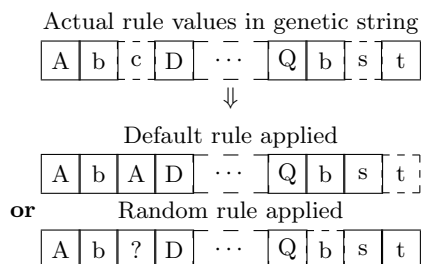 Actual rule values in genetic string
A b c D ··· Q b s t
⇓
Default rule applied
A b A D ··· Q b s t
or Random rule applied
A b ? D ··· Q b s t